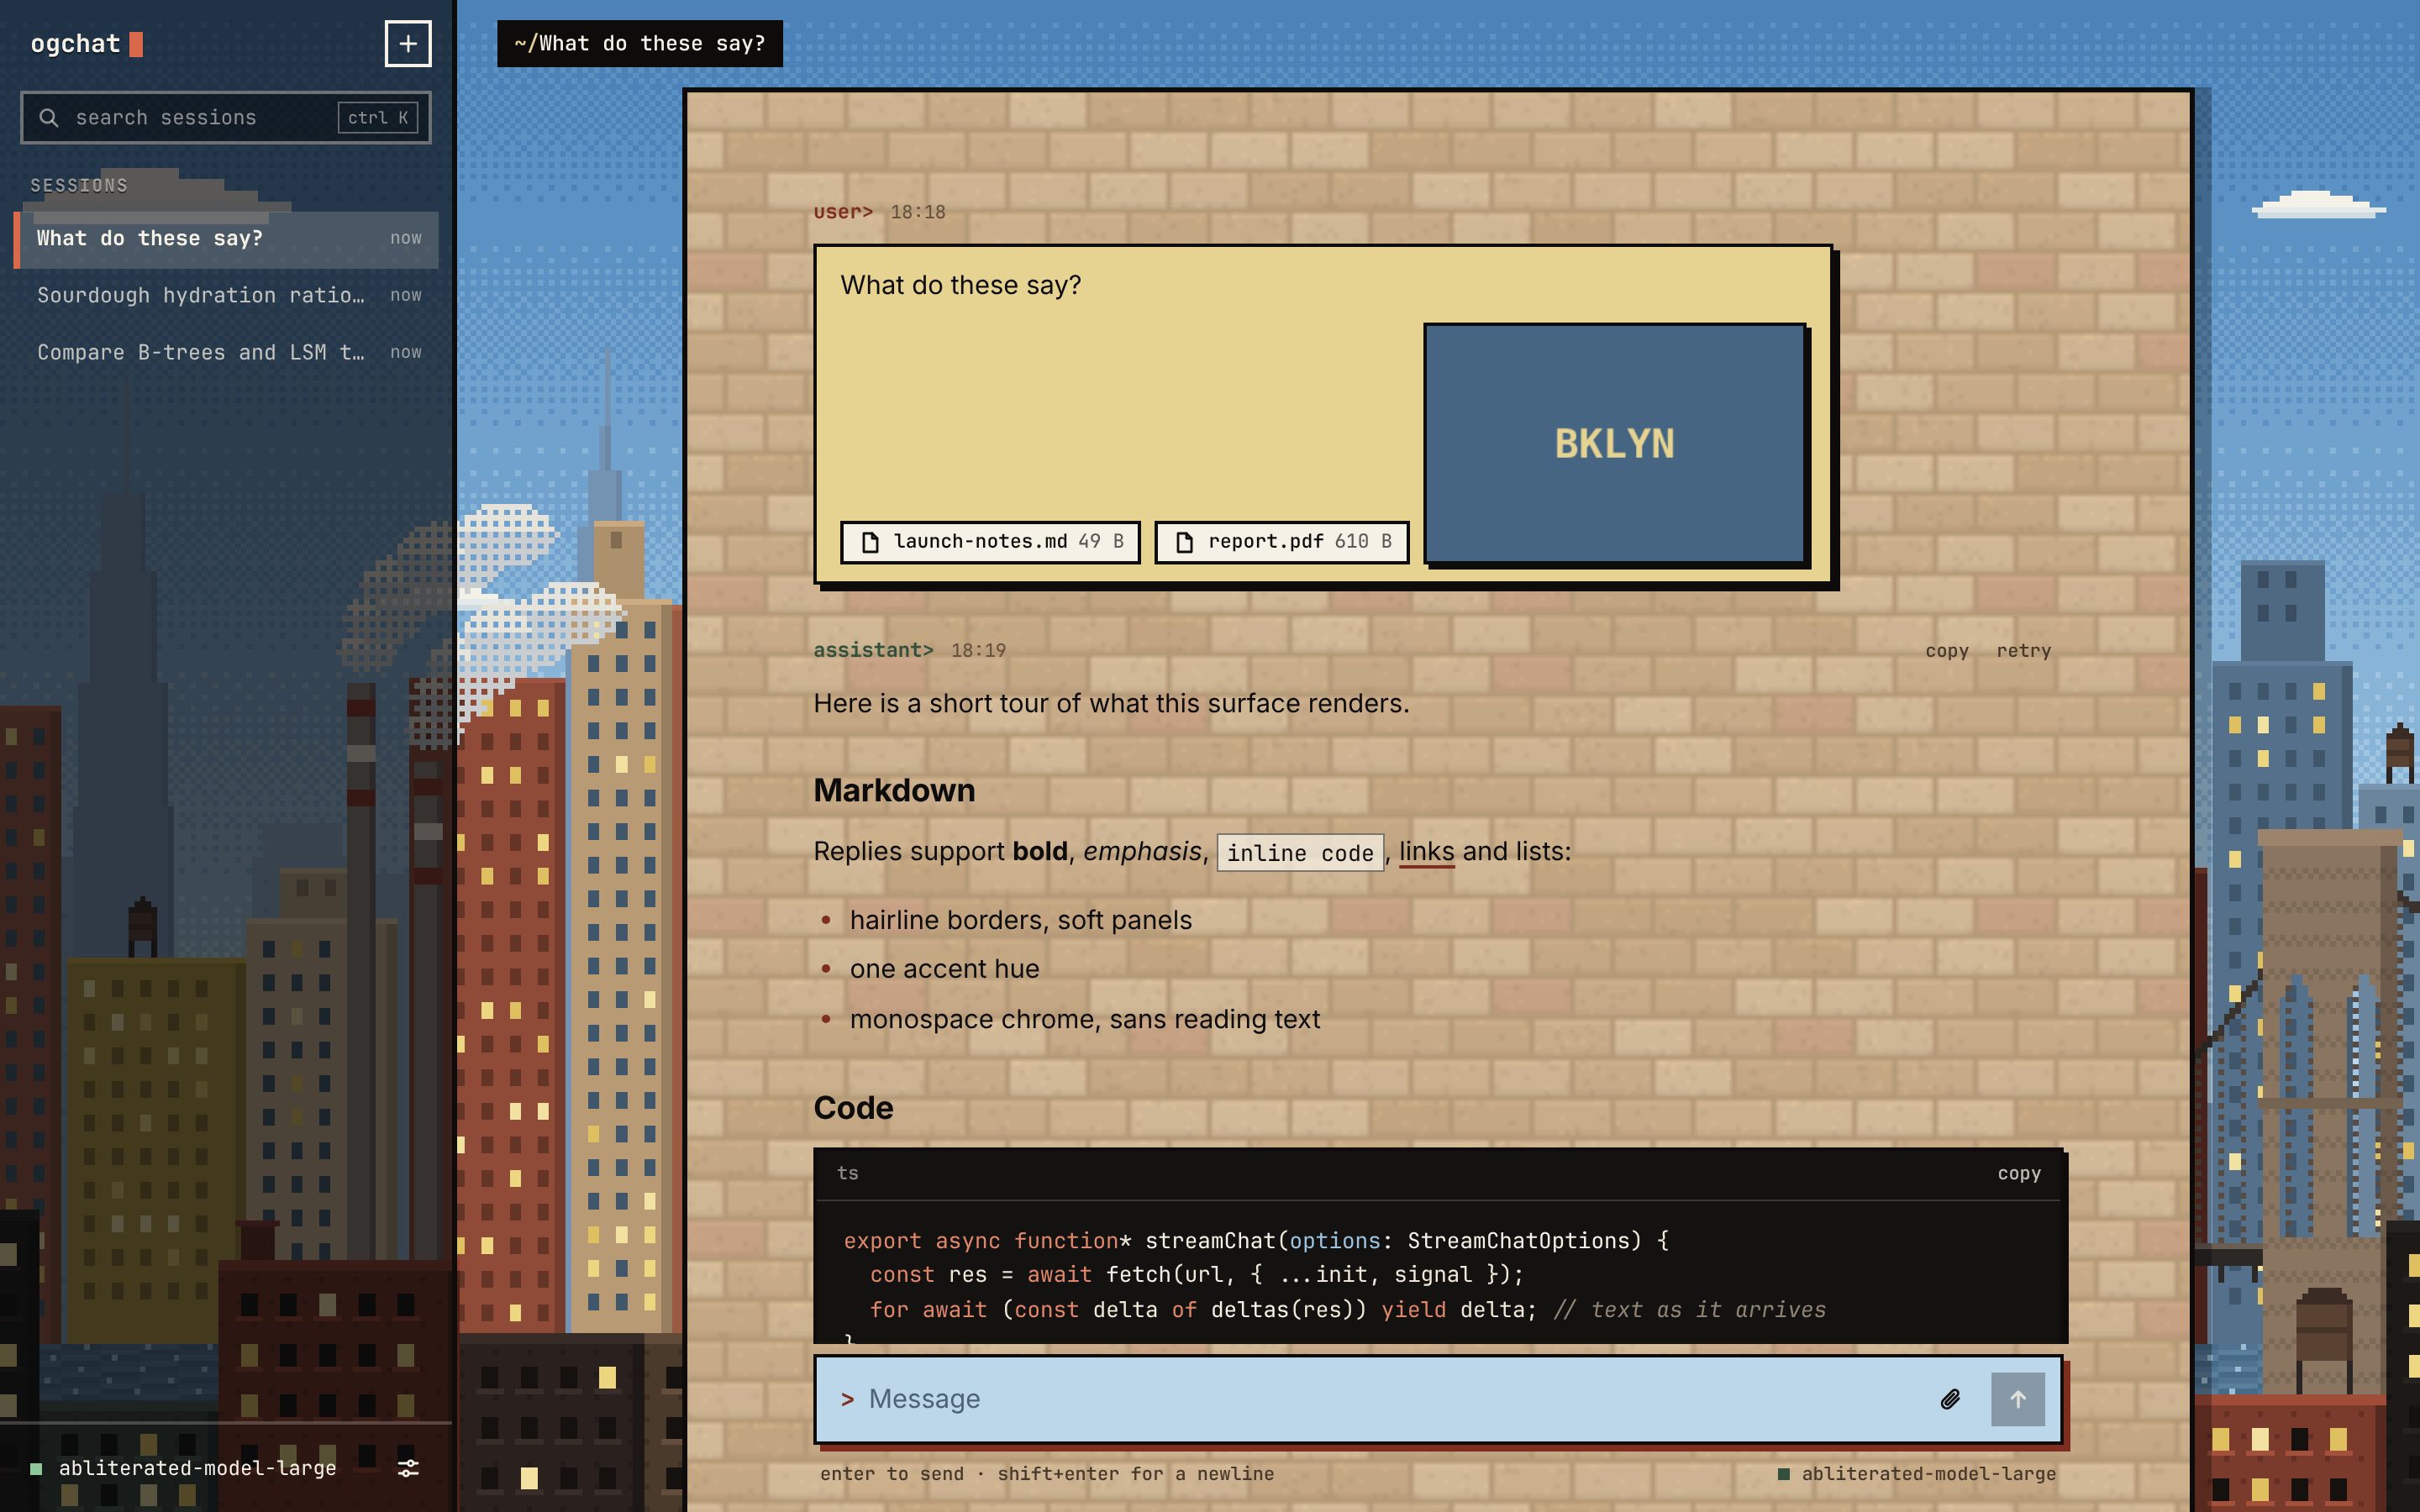 ogchat
+
search sessions ctrl K
SESSIONS
What do these say? now
Sourdough hydration ratio… now
Compare B-trees and LSM t… now
abliterated-model-large
~/What do these say?
user> 18:18
What do these say?
launch-notes.md 49 B
report.pdf 610 B
BKLYN
assistant> 18:19
copy retry
Here is a short tour of what this surface renders.
Markdown
Replies support bold, emphasis, inline code, links and lists:
• hairline borders, soft panels
• one accent hue
• monospace chrome, sans reading text
Code
ts copy
export async function* streamChat(options: StreamChatOptions) {
const res = await fetch(url, { ...init, signal });
for await (const delta of deltas(res)) yield delta; // text as it arrives
}
> Message
enter to send · shift+enter for a newline
abliterated-model-large